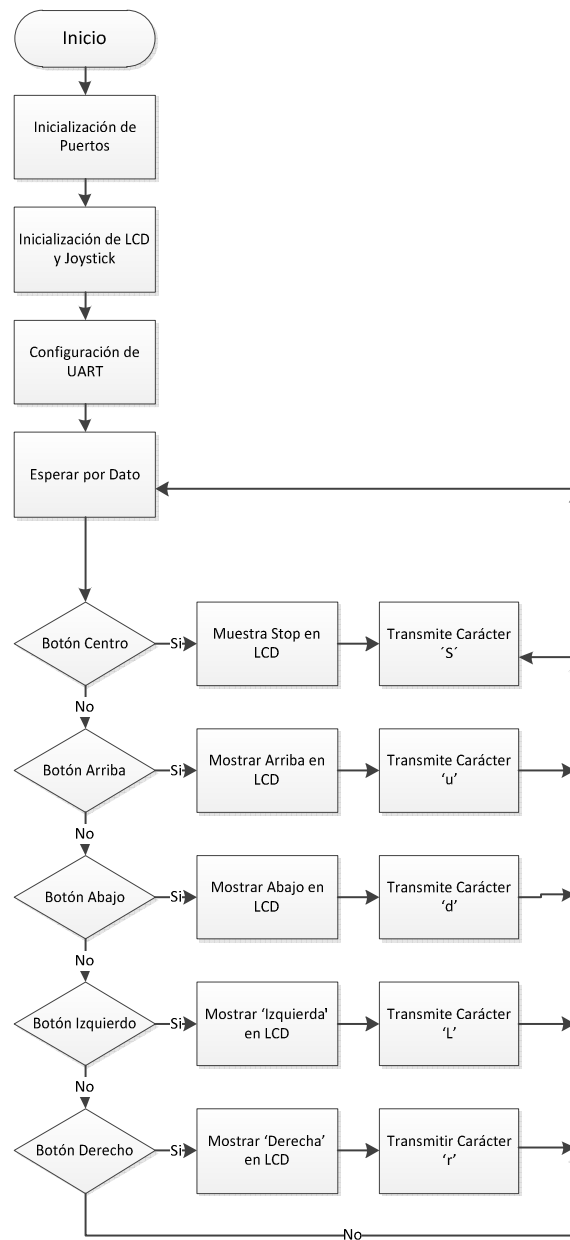 Inicio
Inicialización de
Puertos
Inicialización de LCD
y Joystick
Configuración de
UART
Esperar por Dato
Botón Centro
Si
Muestra Stop en
LCD
Transmite Carácter
´S´
No
Botón Arriba
Si
Mostrar Arriba en
LCD
Transmite Carácter
‘u’
No
Botón Abajo
Si
Mostrar Abajo en
LCD
Transmite Carácter
‘d’
No
Botón Izquierdo
Si
Mostrar ‘Izquierda'
en LCD
Transmite Carácter
‘L’
No
Botón Derecho
Si
Mostrar ‘Derecha’
en LCD
Transmitir Carácter
‘r’
No